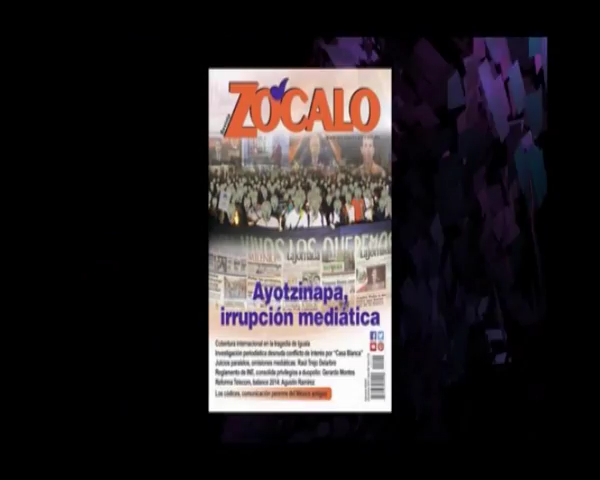 ZÓCALO
VIVOS LOS QUEREMOS
LaJornada
Ayotzinapa,
irrupción mediática
Cobertura internacional en la tragedia de Iguala
Investigación periodística desnuda conflicto de interés por "Casa Blanca"
Juicios paralelos, omisiones mediáticas: Raúl Trejo Delarbre
Reglamento de INE, consolida privilegios a duopolio: Gerardo Montes
Reforma Telecom, balance 2014: Agustín Ramírez
Los códices, comunicación perenne del México antiguo